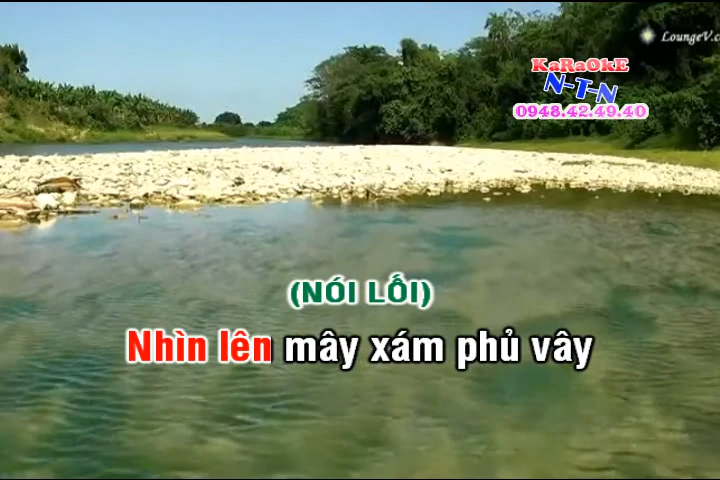 LoungeV.c
KaRaOkE
N-T-N
0948.42.49.40
(NÓI LỐI)
Nhìn lên mây xám phủ vây